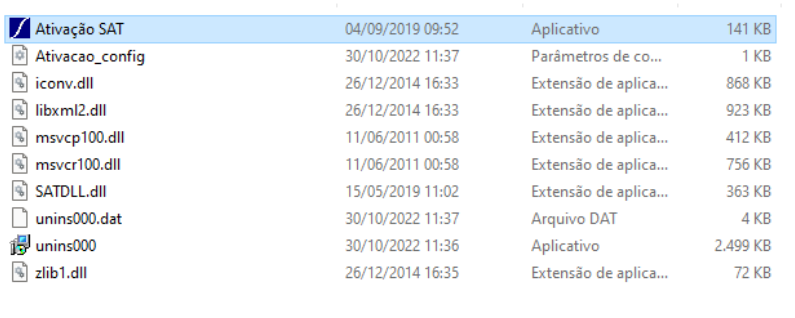 Ativação SAT 04/09/2019 09:52 Aplicativo 141 KB
Ativacao_config 30/10/2022 11:37 Parâmetros de co... 1 KB
iconv.dll 26/12/2014 16:33 Extensão de aplica... 868 KB
libxml2.dll 26/12/2014 16:33 Extensão de aplica... 923 KB
msvcp100.dll 11/06/2011 00:58 Extensão de aplica... 412 KB
msvcr100.dll 11/06/2011 00:58 Extensão de aplica... 756 KB
SATDLL.dll 15/05/2019 11:02 Extensão de aplica... 363 KB
unins000.dat 30/10/2022 11:37 Arquivo DAT 4 KB
unins000 30/10/2022 11:36 Aplicativo 2.499 KB
zlib1.dll 26/12/2014 16:35 Extensão de aplica... 72 KB